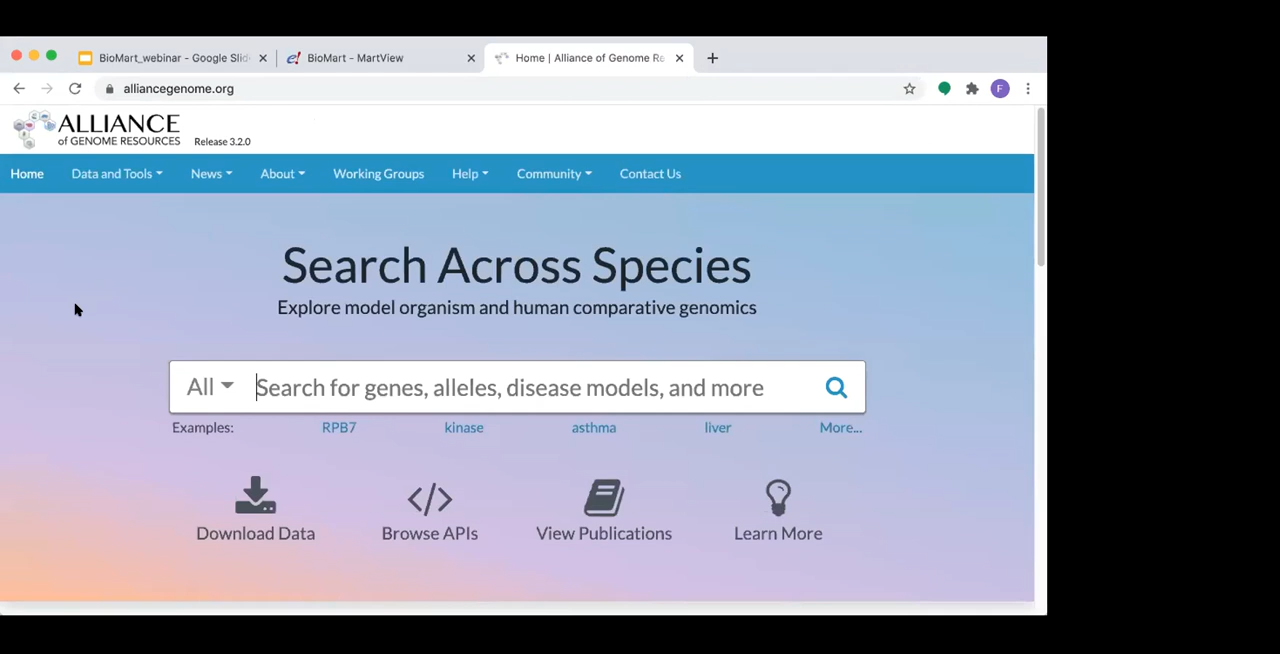 BioMart_webinar - Google Slid
BioMart - MartView
Home | Alliance of Genome Re
alliancegenome.org
F
ALLIANCE
of GENOME RESOURCES Release 3.2.0
Home Data and Tools News About Working Groups Help Community Contact Us
Search Across Species
Explore model organism and human comparative genomics
All Search for genes, alleles, disease models, and more
Examples: RPB7 kinase asthma liver More...
Download Data Browse APIs View Publications Learn More